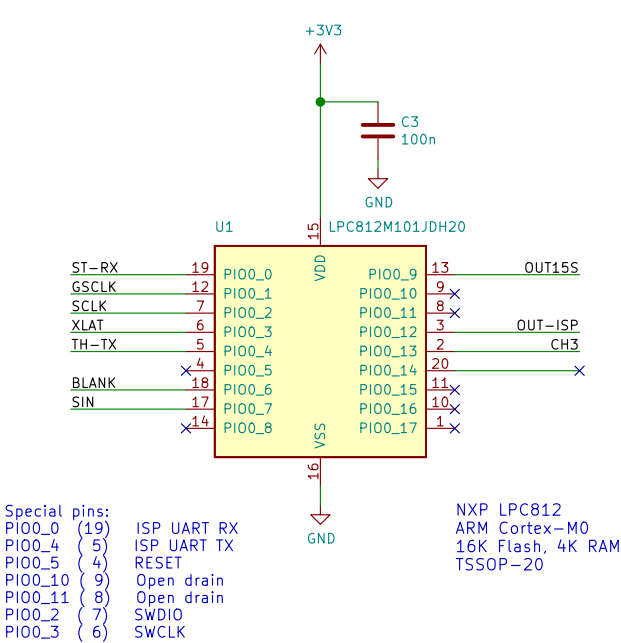 +3V3
C3
100n
GND
U1 LPC812M101JDH20
15
VDD
ST-RX 19 PIO0_0 PIO0_9 13 OUT15S
GSCLK 12 PIO0_1 PIO0_10 9
SCLK 7 PIO0_2 PIO0_11 8
XLAT 6 PIO0_3 PIO0_12 3 OUT-ISP
TH-TX 5 PIO0_4 PIO0_13 2 CH3
4 PIO0_5 PIO0_14 20
BLANK 18 PIO0_6 PIO0_15 11
SIN 17 PIO0_7 PIO0_16 10
14 PIO0_8 PIO0_17 1
VSS
16
GND
Special pins:
PIO0_0 (19) ISP UART RX
PIO0_4 ( 5) ISP UART TX
PIO0_5 ( 4) RESET
PIO0_10 ( 9) Open drain
PIO0_11 ( 8) Open drain
PIO0_2 ( 7) SWDIO
PIO0_3 ( 6) SWCLK
NXP LPC812
ARM Cortex-M0
16K Flash, 4K RAM
TSSOP-20